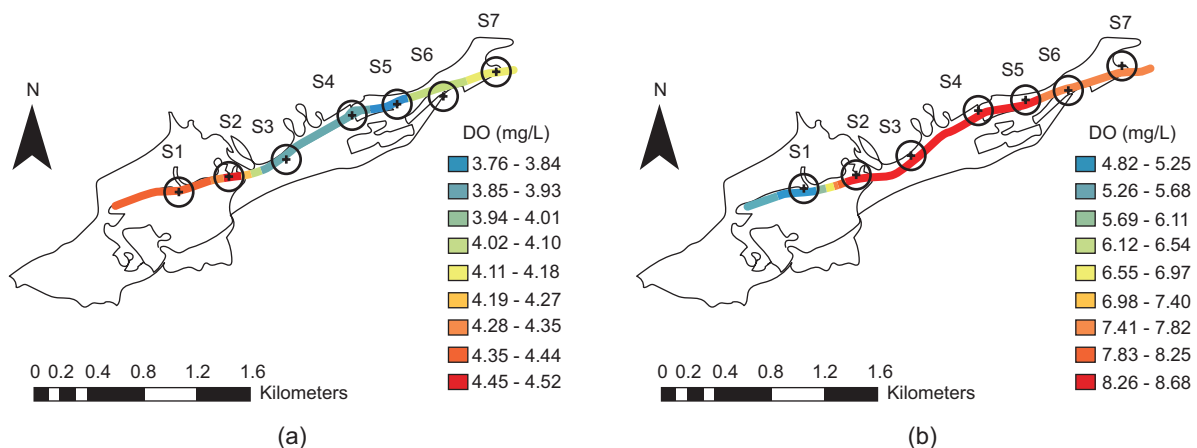 S7
S6
S5
S4
N
S2
S3
S1
DO (mg/L)
3.76 - 3.84
3.85 - 3.93
3.94 - 4.01
4.02 - 4.10
4.11 - 4.18
4.19 - 4.27
4.28 - 4.35
4.35 - 4.44
4.45 - 4.52
0 0.2 0.4 0.8 1.2 1.6
Kilometers
(a)
S7
S6
S5
S4
N
S2
S3
S1
DO (mg/L)
4.82 - 5.25
5.26 - 5.68
5.69 - 6.11
6.12 - 6.54
6.55 - 6.97
6.98 - 7.40
7.41 - 7.82
7.83 - 8.25
8.26 - 8.68
0 0.2 0.4 0.8 1.2 1.6
Kilometers
(b)